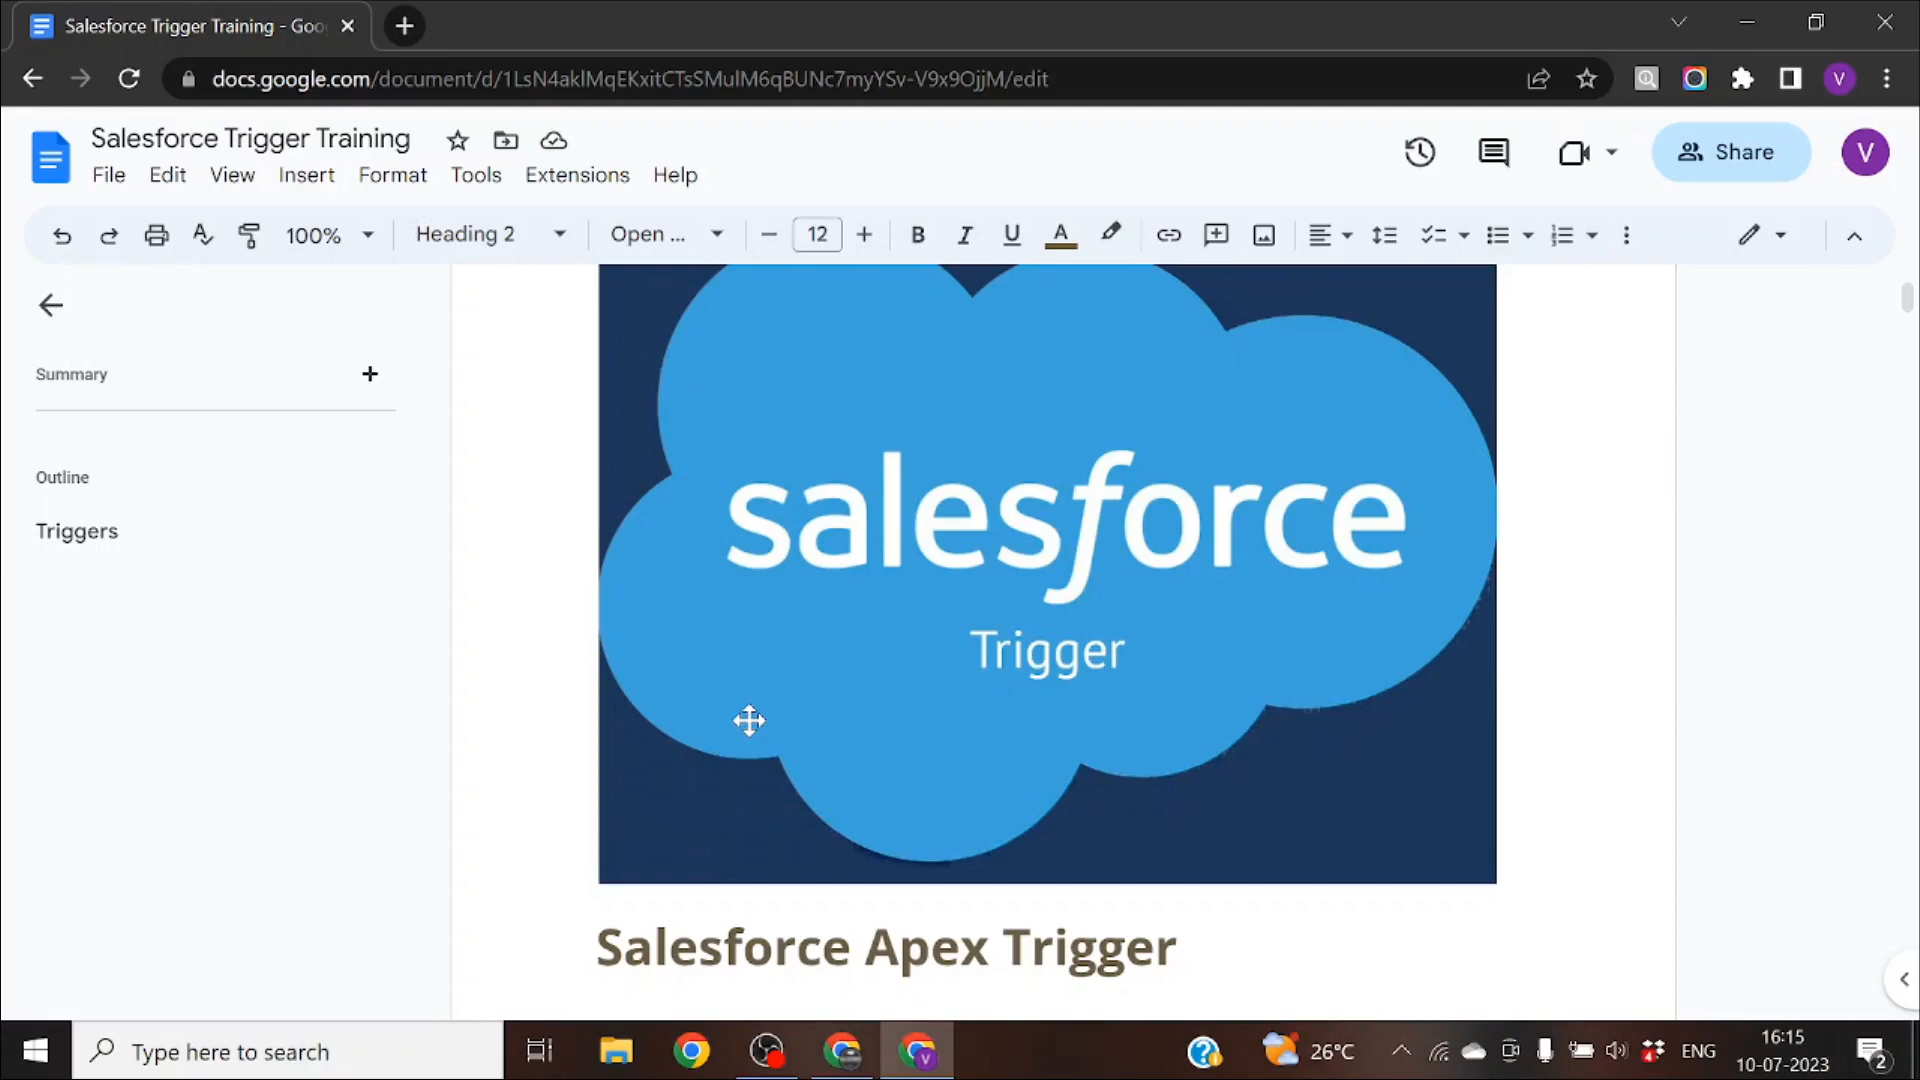 Salesforce Trigger Training - Goo
docs.google.com/document/d/1LsN4aklMqEKxitCTsSMulM6qBUNc7myYSv-V9x9OjjM/edit
V
Salesforce Trigger Training
File Edit View Insert Format Tools Extensions Help
Share
V
100% Heading 2 Open ... 12 B I U A
Summary
Outline
Triggers
salesforce
Trigger
Salesforce Apex Trigger
Type here to search
V
26°C
4
ENG
16:15
10-07-2023
2